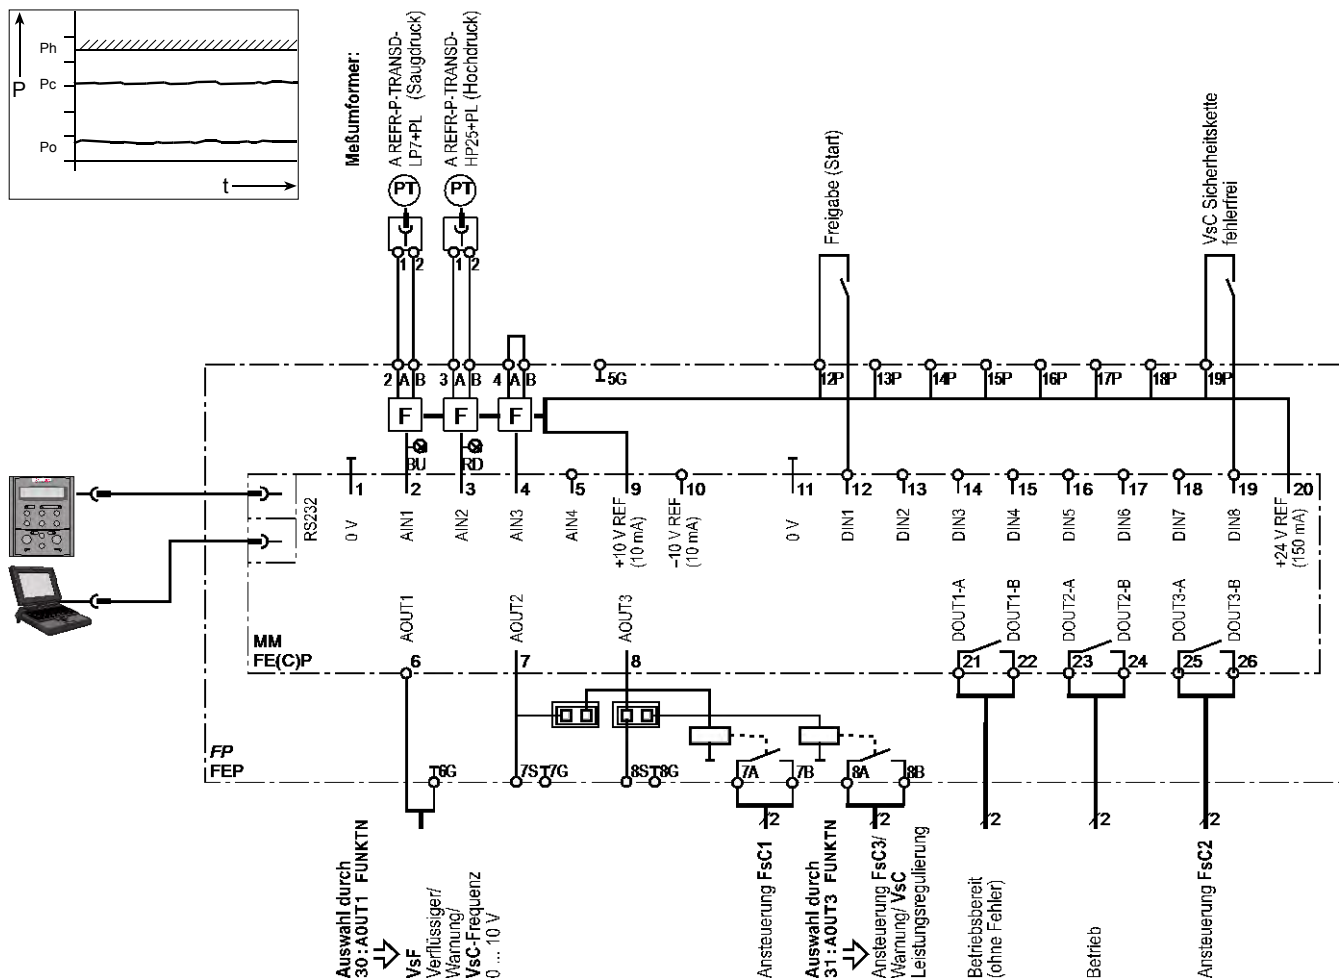 Ph
Pc
P
Po
t
Meßumformer:
A REFR-P-TRANSD-
LP7+PL (Saugdruck)
A REFR-P-TRANSD-
HP25+PL (Hochdruck)
PT
PT
1 2
1 2
Freigabe (Start)
VsC Sicherheitskette
fehlerfrei
2 A B
3 A B
4 A B
5G
12P
13P
14P
15P
16P
17P
18P
19P
F
F
F
BU
RD
RS232
1
2
3
4
5
9
10
11
12
13
14
15
16
17
18
19
20
0 V
AIN1
AIN2
AIN3
AIN4
+10 V REF
(10 mA)
–10 V REF
(10 mA)
0 V
DIN1
DIN2
DIN3
DIN4
DIN5
DIN6
DIN7
DIN8
+24 V REF
(150 mA)
AOUT1
AOUT2
AOUT3
DOUT1-A
DOUT1-B
DOUT2-A
DOUT2-B
DOUT3-A
DOUT3-B
MM
FE(C)P
6
7
8
21
22
23
24
25
26
FP
FEP
6G
7S
7G
8S
8G
7A
7B
8A
8B
2
2
2
2
2
Auswahl durch
30:AOUT1 FUNKTN
VsF
Verflüssiger/
Warnung/
VsC-Frequenz
0 ... 10 V
Ansteuerung FsC1
Auswahl durch
31:AOUT3 FUNKTN
Ansteuerung FsC3/
Warnung/ VsC
Leistungsregulierung
Betriebsbereit
(ohne Fehler)
Betrieb
Ansteuerung FsC2